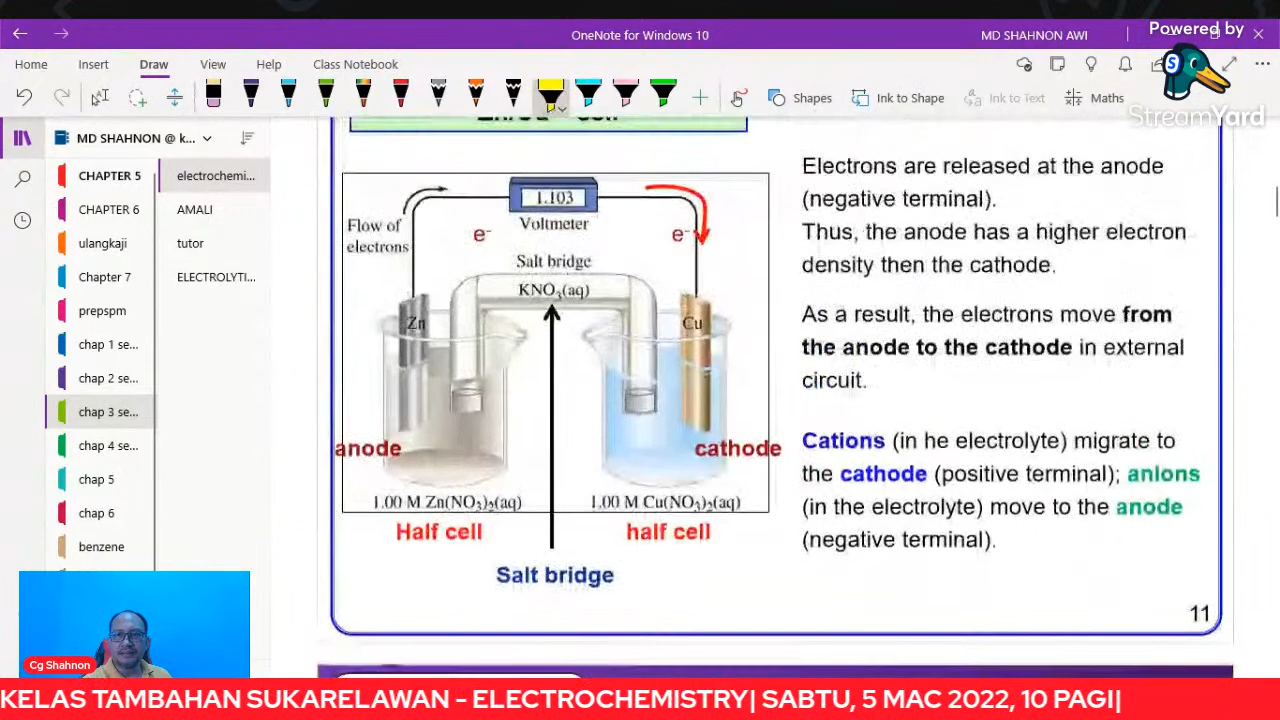 Powered by
StreamYard
OneNote for Windows 10
MD SHAHNON AWI
Home
Insert
Draw
View
Help
Class Notebook
Shapes
Ink to Shape
Ink to Text
Maths
MD SHAHNON @ k...
CHAPTER 5
CHAPTER 6
ulangkaji
Chapter 7
prepspm
chap 1 se...
chap 2 se...
chap 3 se...
chap 4 se...
chap 5
chap 6
benzene
electrochemi...
AMALI
tutor
ELECTROLYTI...
1.103
Voltmeter
Flow of
electrons
e-
e-
Salt bridge
KNO3(aq)
Zn
Cu
anode
cathode
1.00 M Zn(NO3)2(aq)
1.00 M Cu(NO3)2(aq)
Half cell
half cell
Salt bridge
Electrons are released at the anode
(negative terminal).
Thus, the anode has a higher electron
density then the cathode.
As a result, the electrons move from
the anode to the cathode in external
circuit.
Cations (in he electrolyte) migrate to
the cathode (positive terminal); anions
(in the electrolyte) move to the anode
(negative terminal).
11
Cg Shahnon
KELAS TAMBAHAN SUKARELAWAN - ELECTROCHEMISTRY| SABTU, 5 MAC 2022, 10 PAGI|